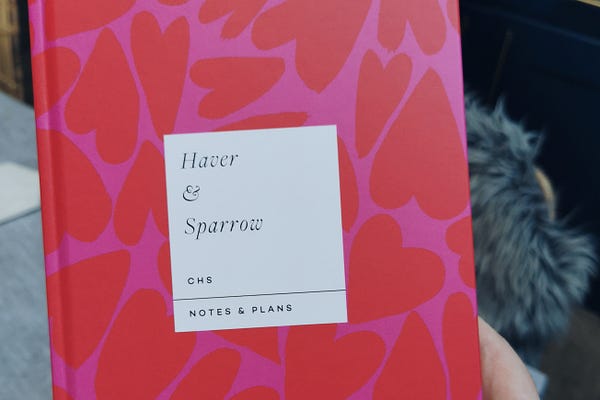 Haver
&
Sparrow
CHS
NOTES & PLANS